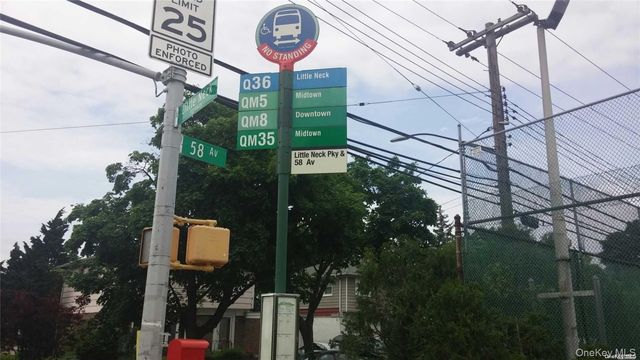 LIMIT
25
PHOTO
ENFORCED
NO STANDING
Q36 Little Neck
QM5 Midtown
QM8 Downtown
QM35 Midtown
Little Neck Pky &
58 Av
58 AV
OneKey MLS